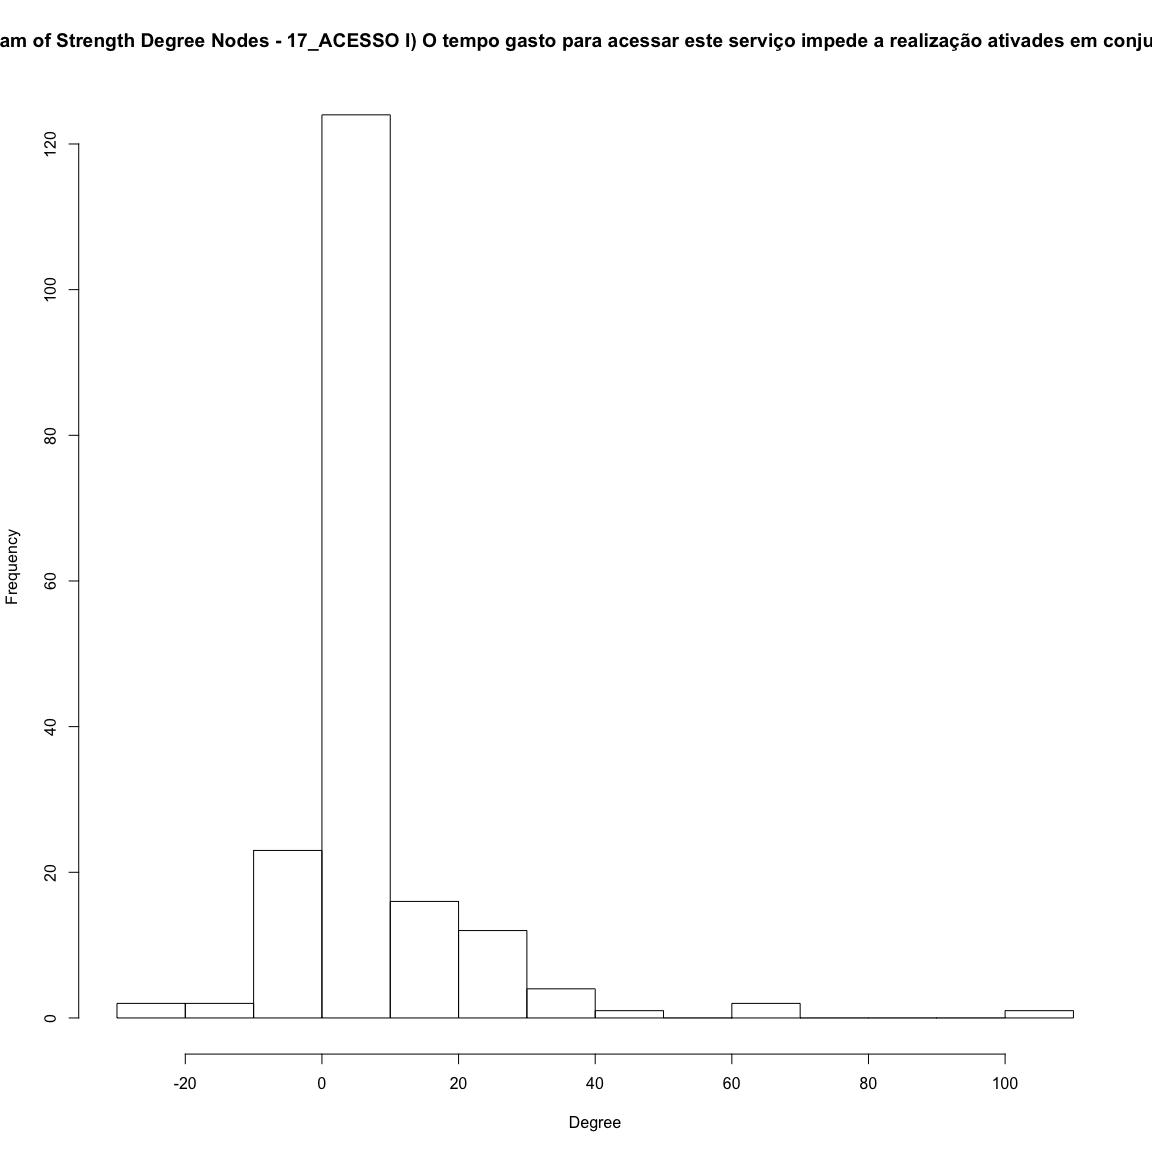 am of Strength Degree Nodes - 17_ACESSO I) O tempo gasto para acessar este serviço impede a realização ativades em conju
120
100
80
60
40
20
0
Frequency
-20 0 20 40 60 80 100
Degree